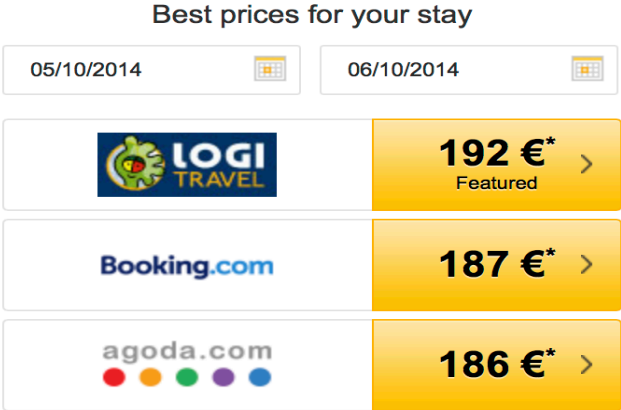 Best prices for your stay
05/10/2014
06/10/2014
LOGI
TRAVEL
192 €*
Featured
Booking.com
187 €*
agoda.com
186 €*